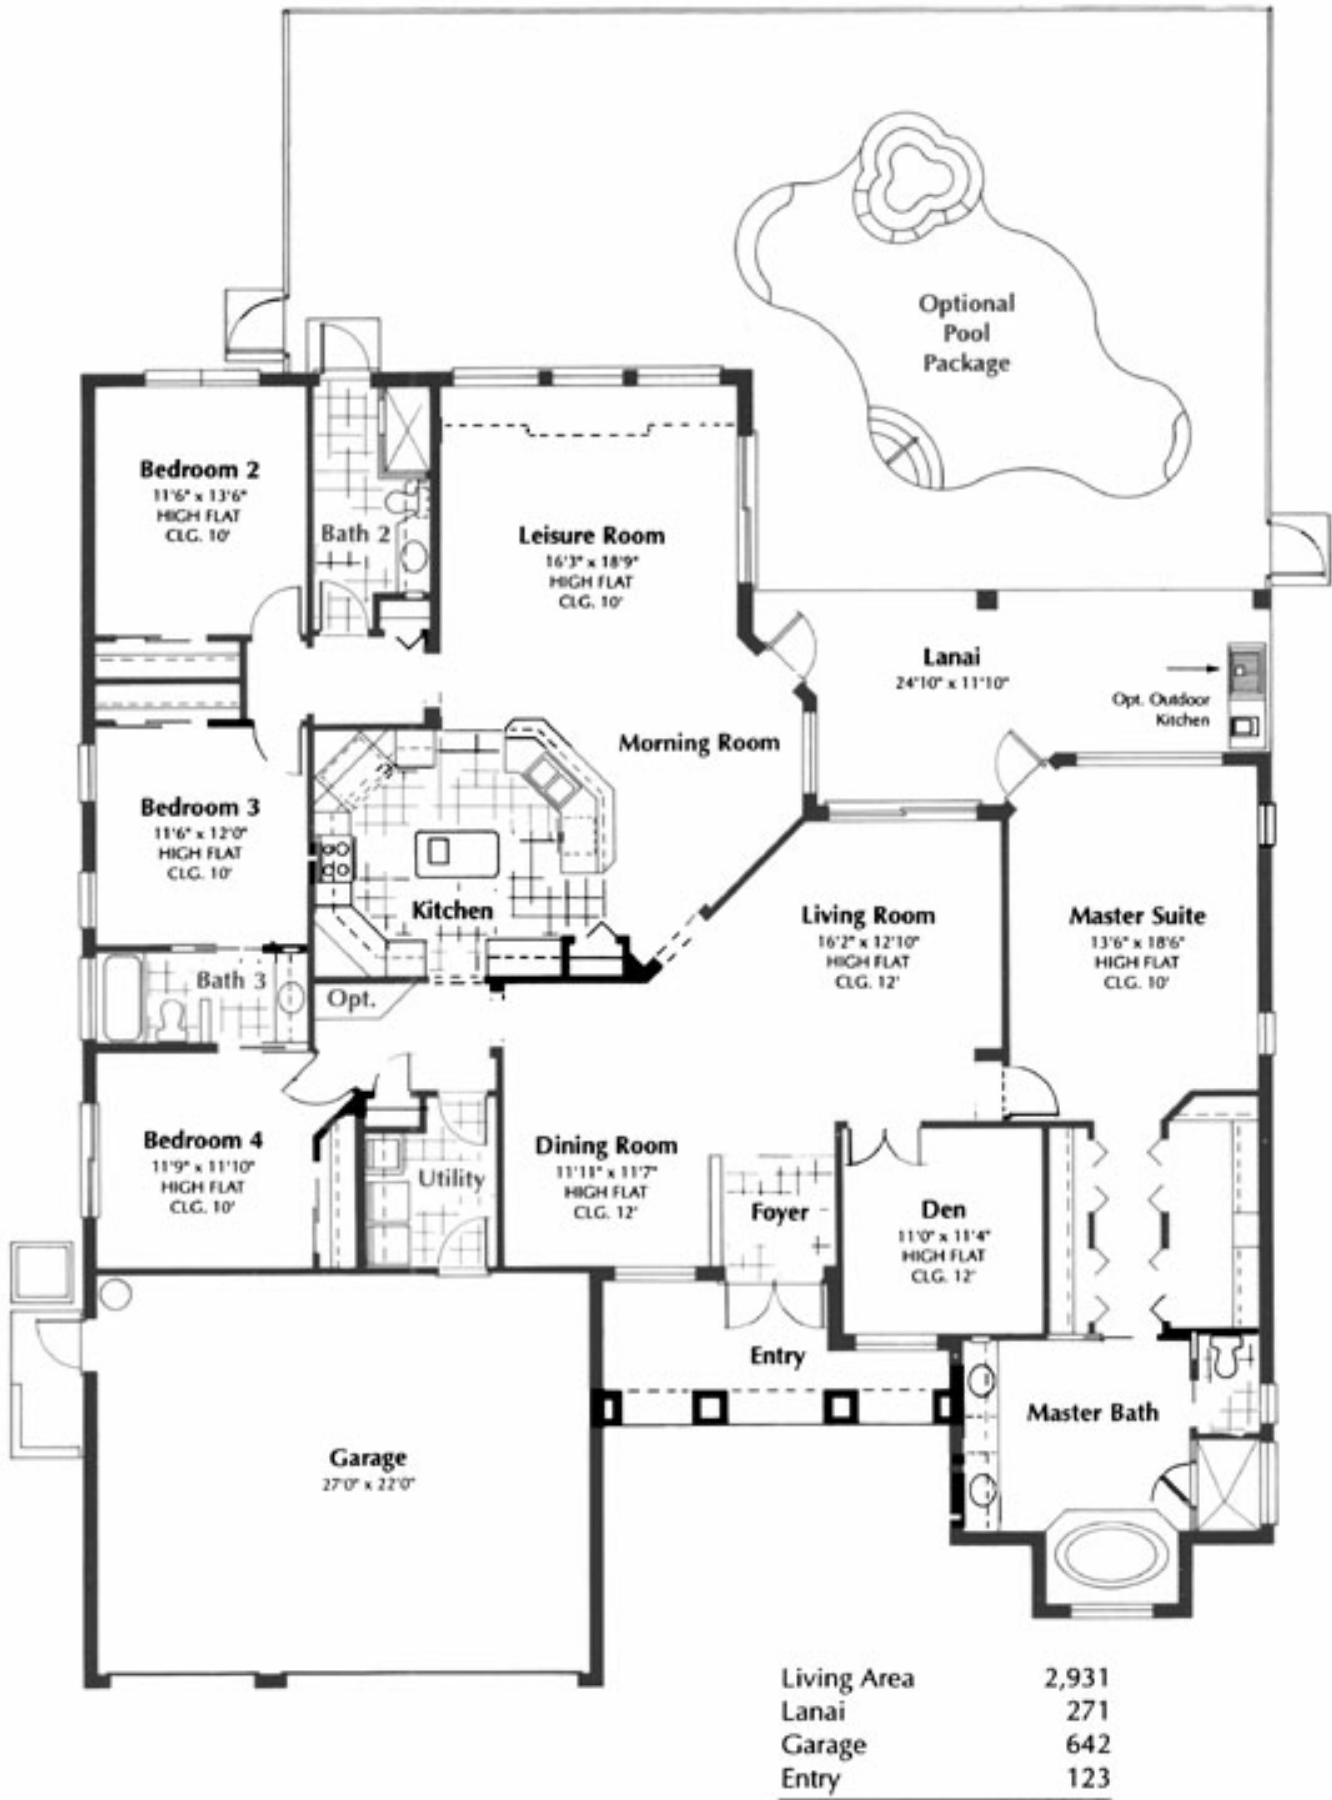 Optional
Pool
Package
Bedroom 2
11'6" x 13'6"
HIGH FLAT
CLG. 10'
Bath 2
Leisure Room
16'3" x 18'9"
HIGH FLAT
CLG. 10'
Lanai
24'10" x 11'10"
Opt. Outdoor
Kitchen
Morning Room
Bedroom 3
11'6" x 12'0"
HIGH FLAT
CLG. 10'
Kitchen
Living Room
16'2" x 12'10"
HIGH FLAT
CLG. 12'
Master Suite
13'6" x 18'6"
HIGH FLAT
CLG. 10'
Bath 3
Opt.
Bedroom 4
11'9" x 11'10"
HIGH FLAT
CLG. 10'
Utility
Dining Room
11'11" x 11'7"
HIGH FLAT
CLG. 12'
Foyer
Den
11'0" x 11'4"
HIGH FLAT
CLG. 12'
Entry
Master Bath
Garage
27'0" x 22'0"
Living Area 2,931
Lanai 271
Garage 642
Entry 123